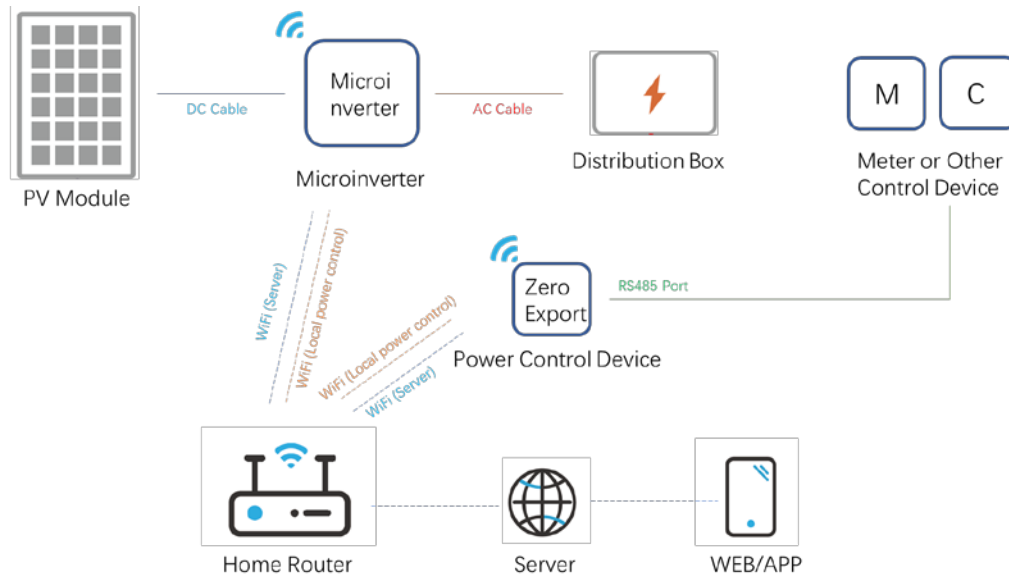 Microi
nverter
M
C
DC Cable
AC Cable
PV Module
Microinverter
Distribution Box
Meter or Other
Control Device
WiFi (Server)
WiFi (Local power control)
WiFi (Local power control)
WiFi (Server)
Zero
Export
RS485 Port
Power Control Device
Home Router
Server
WEB/APP